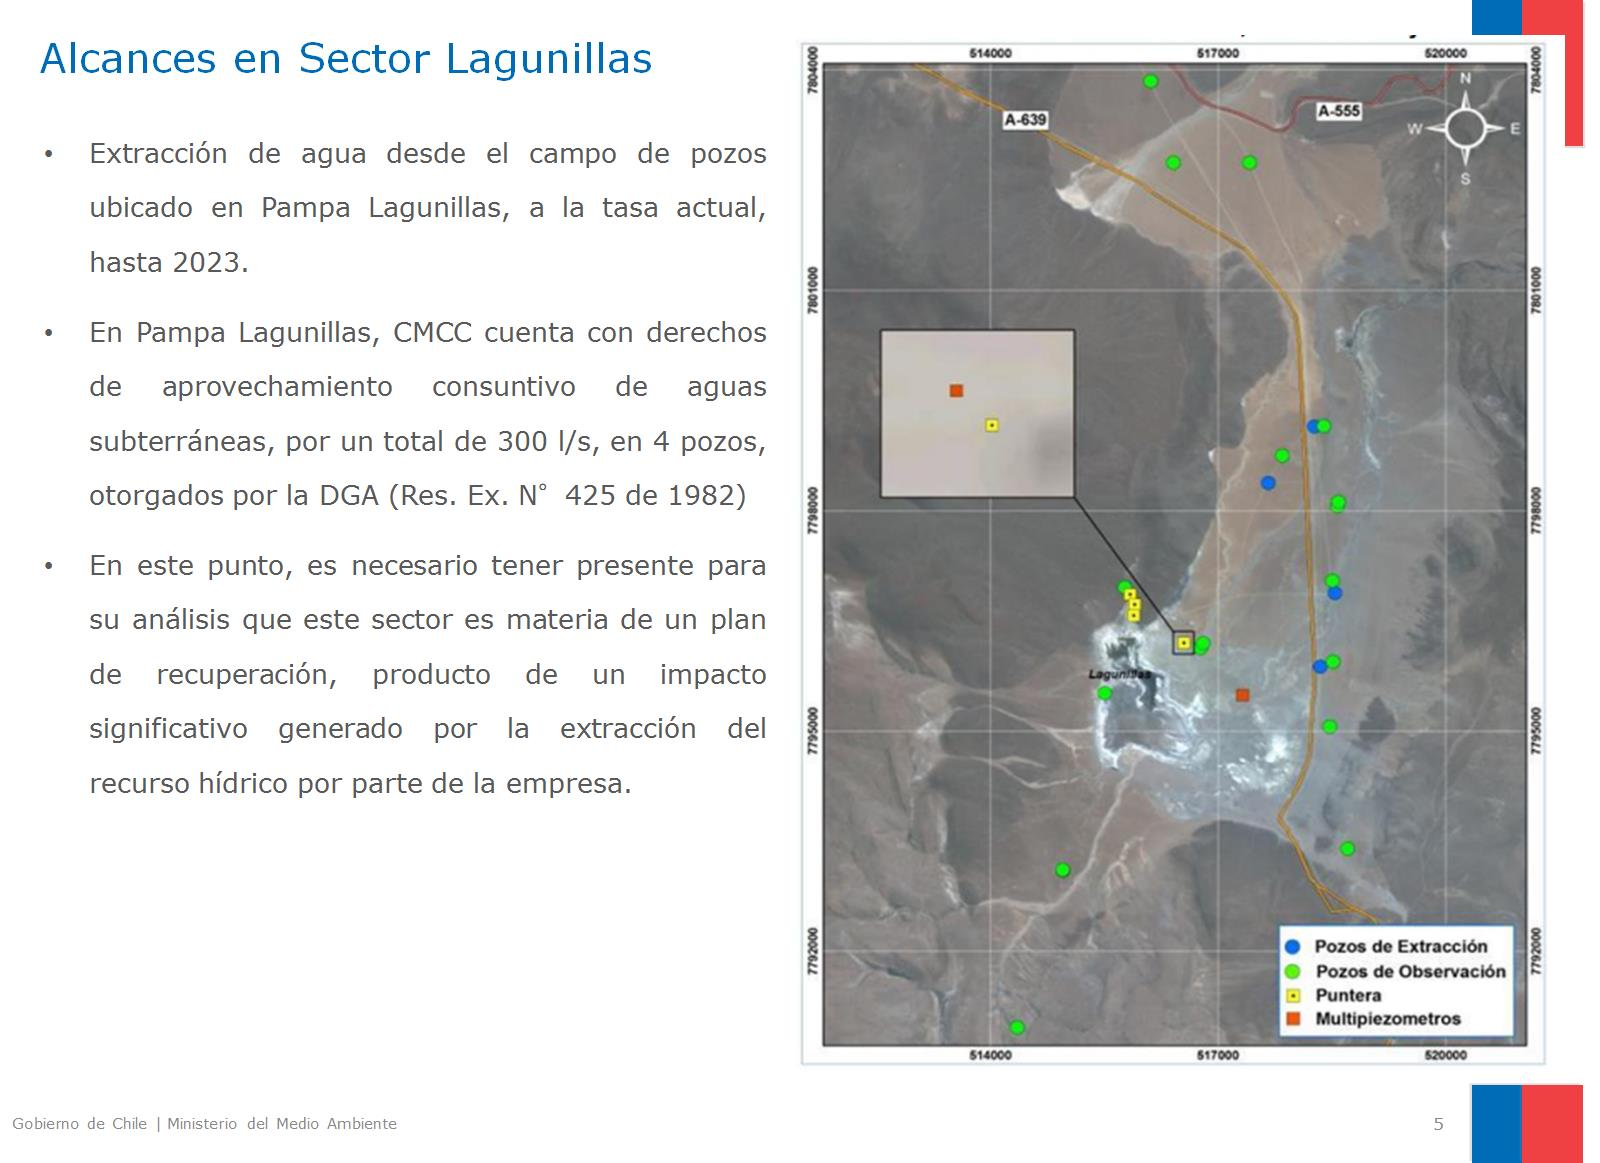 Alcances en Sector Lagunillas
• Extracción de agua desde el campo de pozos
ubicado en Pampa Lagunillas, a la tasa actual,
hasta 2023.
• En Pampa Lagunillas, CMCC cuenta con derechos
de aprovechamiento consuntivo de aguas
subterráneas, por un total de 300 l/s, en 4 pozos,
otorgados por la DGA (Res. Ex. N° 425 de 1982)
• En este punto, es necesario tener presente para
su análisis que este sector es materia de un plan
de recuperación, producto de un impacto
significativo generado por la extracción del
recurso hídrico por parte de la empresa.
514000 517000 520000
7804000 7804000
N
A-639 A-555
W E
S
7801000 7801000
7798000 7798000
Lagunillas
7795000 7795000
7792000 7792000
Pozos de Extracción
Pozos de Observación
Puntera
Multipiezometros
514000 517000 520000
Gobierno de Chile | Ministerio del Medio Ambiente
5